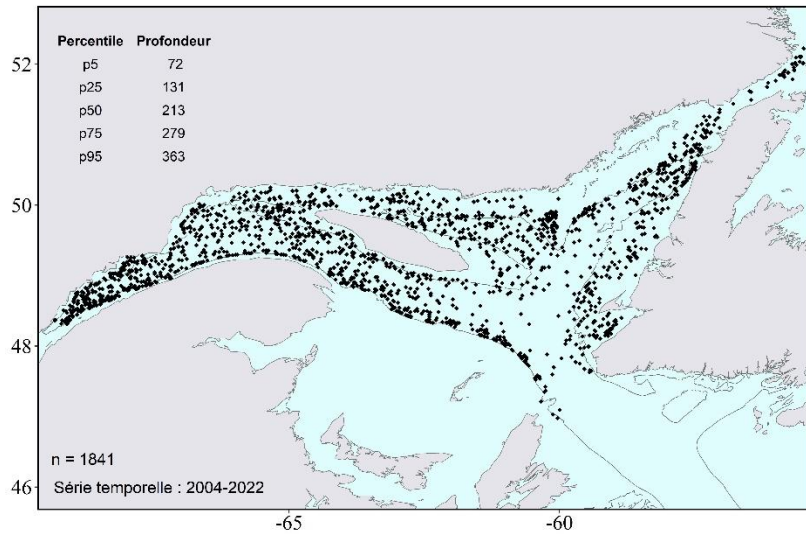 Percentile Profondeur
p5 72
p25 131
p50 213
p75 279
p95 363
52
50
48
46
n = 1841
Série temporelle : 2004-2022
-65 -60